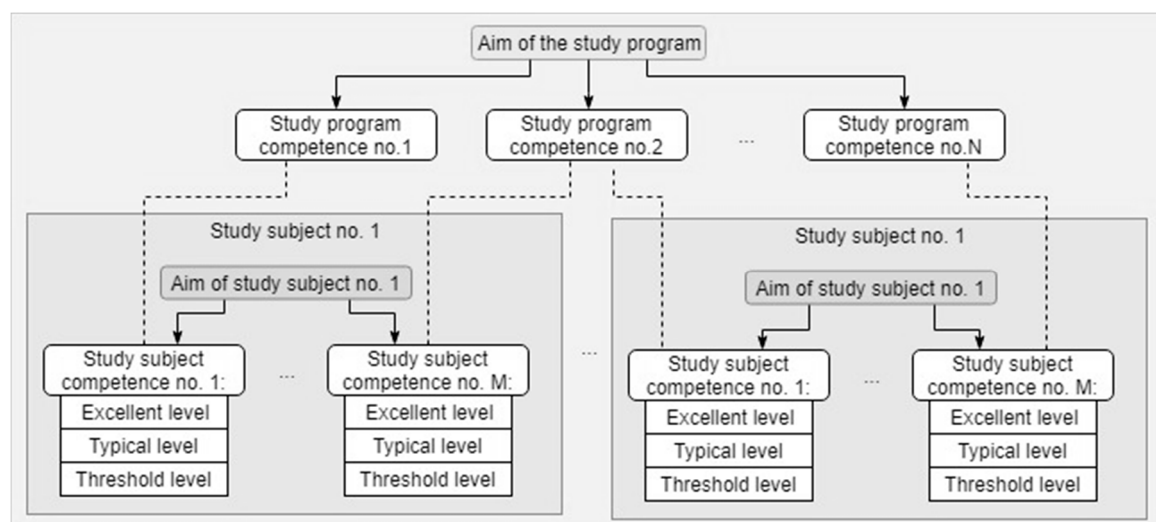 Aim of the study program
Study program
competence no.1
Study program
competence no.2
...
Study program
competence no.N
Study subject no. 1
Aim of study subject no. 1
Study subject
competence no. 1:
Excellent level
Typical level
Threshold level
...
Study subject
competence no. M:
Excellent level
Typical level
Threshold level
...
Study subject no. 1
Aim of study subject no. 1
Study subject
competence no. 1:
Excellent level
Typical level
Threshold level
...
Study subject
competence no. M:
Excellent level
Typical level
Threshold level